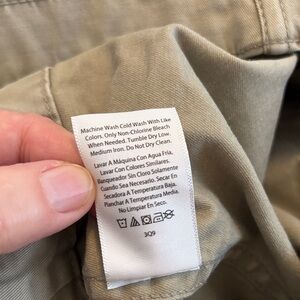 Machine Wash Cold Wash With Like
Colors. Only Non-Chlorine Bleach
When Needed. Tumble Dry Low.
Medium Iron. Do Not Dry Clean.
Lavar A Máquina Con Agua Fría,
Lavar Con Colores Similares.
Blanqueador Sin Cloro Solamente
Cuando Sea Necesario. Secar En
Secadora A Temperatura Baja.
Planchar A Temperatura Media.
No Limpiar En Seco.
3Q9